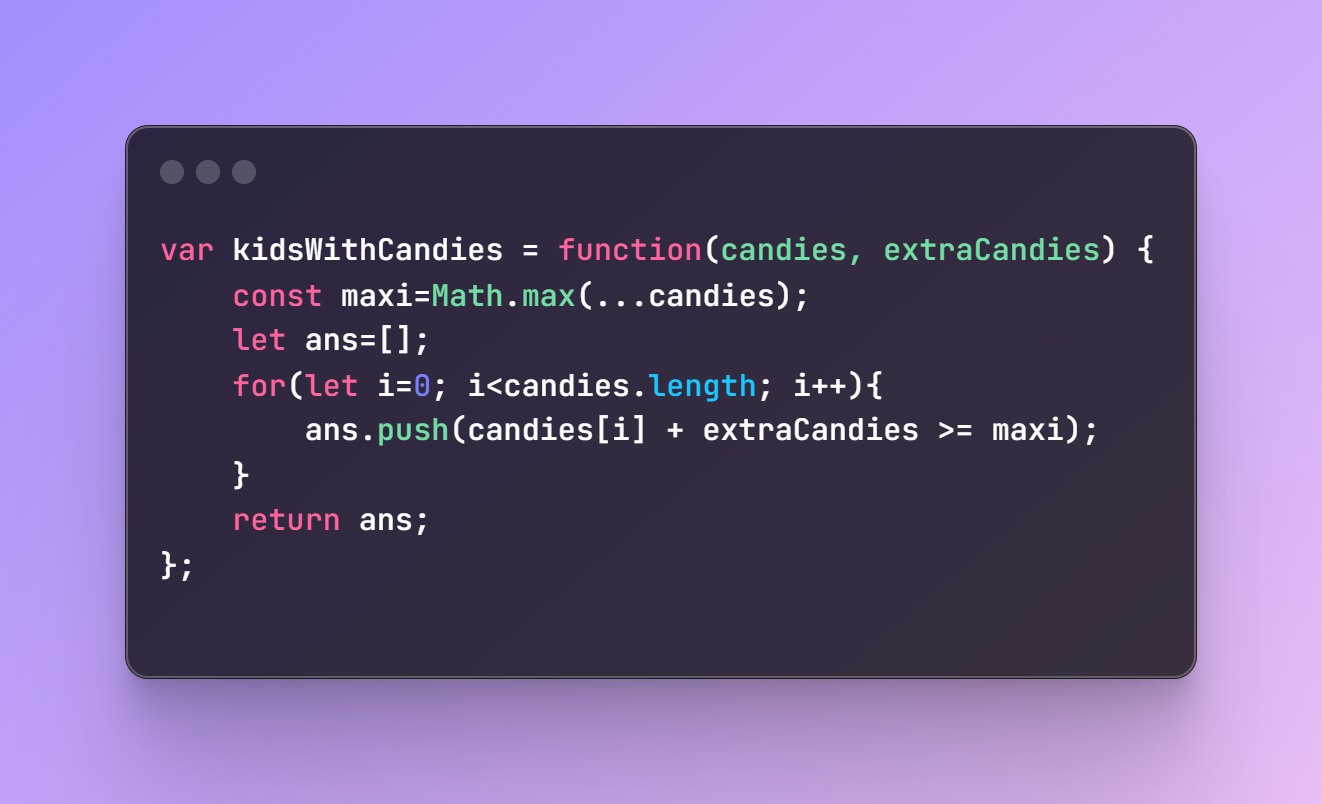 var kidsWithCandies = function(candies, extraCandies) {
    const maxi=Math.max(...candies);
    let ans=[];
    for(let i=0; i<candies.length; i++){
        ans.push(candies[i] + extraCandies >= maxi);
    }
    return ans;
};